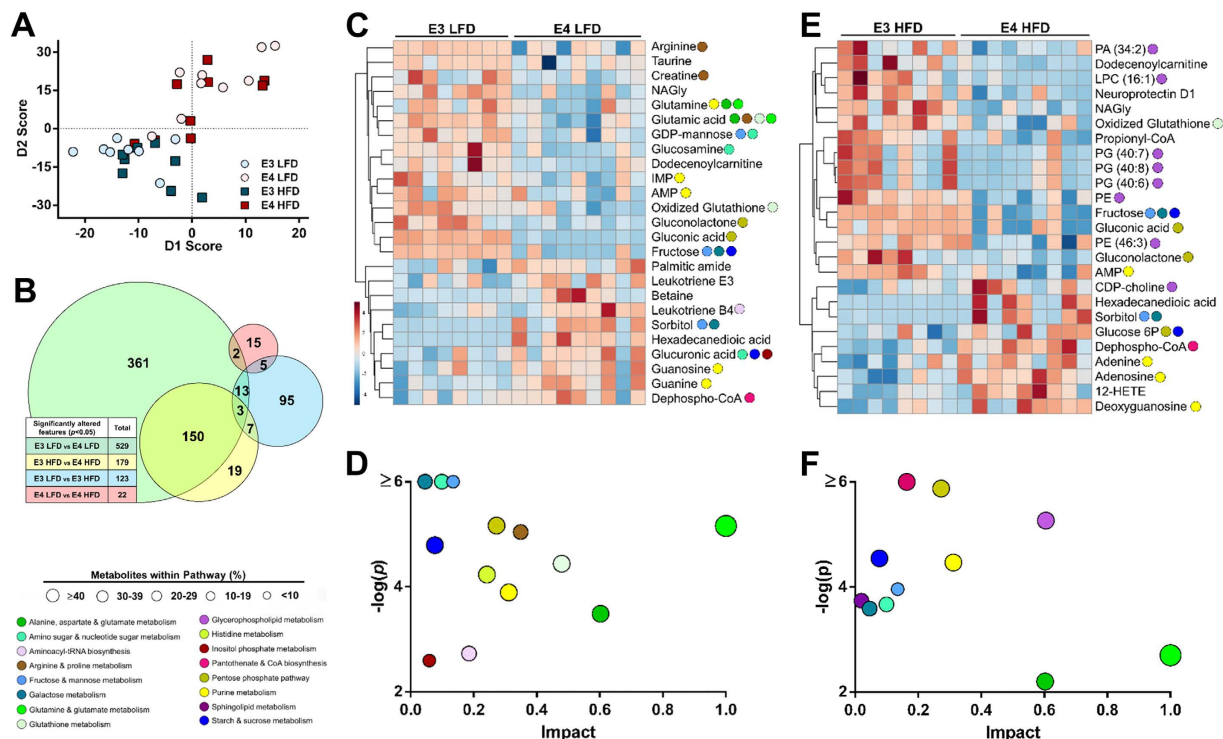 A
30
15
0
-15
-30
D2 Score
-20
-10
0
10
20
D1 Score
E3 LFD
E4 LFD
E3 HFD
E4 HFD
B
361
2
15
5
13
3
95
150
7
19
Significantly altered features (p<0.05) Total
E3 LFD vs E4 LFD 529
E3 HFD vs E4 HFD 179
E3 LFD vs E3 HFD 123
E4 LFD vs E4 HFD 22
Metabolites within Pathway (%)
≥40 30-39 20-29 10-19 <10
Alanine, aspartate & glutamate metabolism
Amino sugar & nucleotide sugar metabolism
Aminoacyl-tRNA biosynthesis
Arginine & proline metabolism
Fructose & mannose metabolism
Galactose metabolism
Glutamine & glutamate metabolism
Glutathione metabolism
Glycerophospholipid metabolism
Histidine metabolism
Inositol phosphate metabolism
Pantothenate & CoA biosynthesis
Pentose phosphate pathway
Purine metabolism
Sphingolipid metabolism
Starch & sucrose metabolism
C
E3 LFD E4 LFD
Arginine
Taurine
Creatine
NAGly
Glutamine
Glutamic acid
GDP-mannose
Glucosamine
Dodecenoylcarnitine
IMP
AMP
Oxidized Glutathione
Gluconolactone
Gluconic acid
Fructose
Palmitic amide
Leukotriene E3
Betaine
Leukotriene B4
Sorbitol
Hexadecanedioic acid
Glucuronic acid
Guanosine
Guanine
Dephospho-CoA
D
≥6
4
2
-log(p)
0.0 0.2 0.4 0.6 0.8 1.0
Impact
E
E3 HFD E4 HFD
PA (34:2)
Dodecenoylcarnitine
LPC (16:1)
Neuroprotectin D1
NAGly
Oxidized Glutathione
Propionyl-CoA
PG (40:7)
PG (40:8)
PG (40:6)
PE
Fructose
Gluconic acid
PE (46:3)
Gluconolactone
AMP
CDP-choline
Hexadecanedioic acid
Sorbitol
Glucose 6P
Dephospho-CoA
Adenine
Adenosine
12-HETE
Deoxyguanosine
F
≥6
4
2
-log(p)
0.0 0.2 0.4 0.6 0.8 1.0
Impact